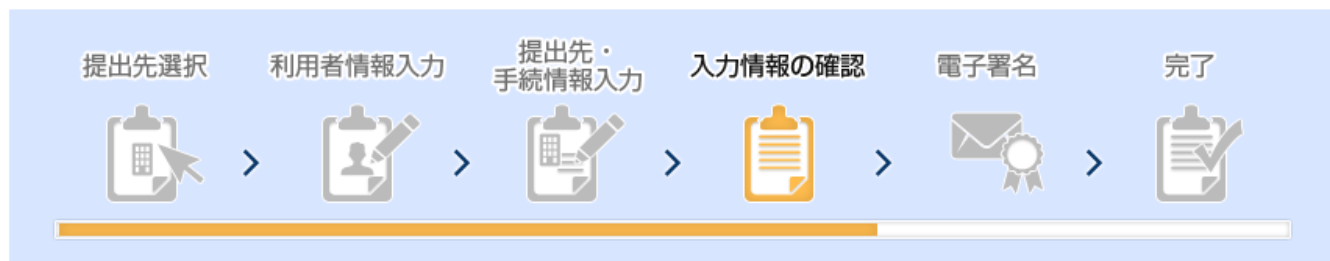 提出先選択
利用者情報入力
提出先・
手続情報入力
入力情報の確認
電子署名
完了